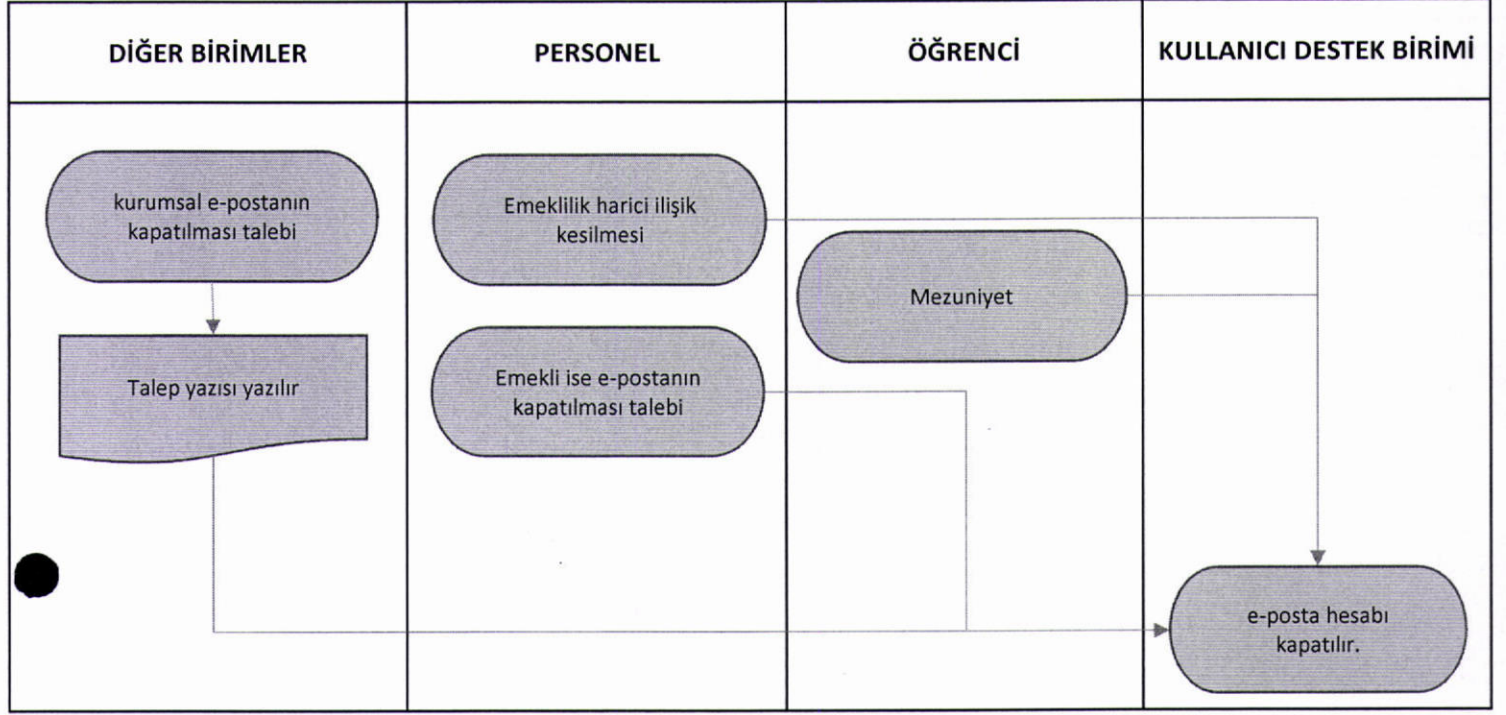 DİĞER BİRİMLER
PERSONEL
ÖĞRENCİ
KULLANICI DESTEK BİRİMİ
kurumsal e-postanın
kapatılması talebi
Talep yazısı yazılır
Emeklilik harici ilişik
kesilmesi
Emekli ise e-postanın
kapatılması talebi
Mezuniyet
e-posta hesabı
kapatılır.